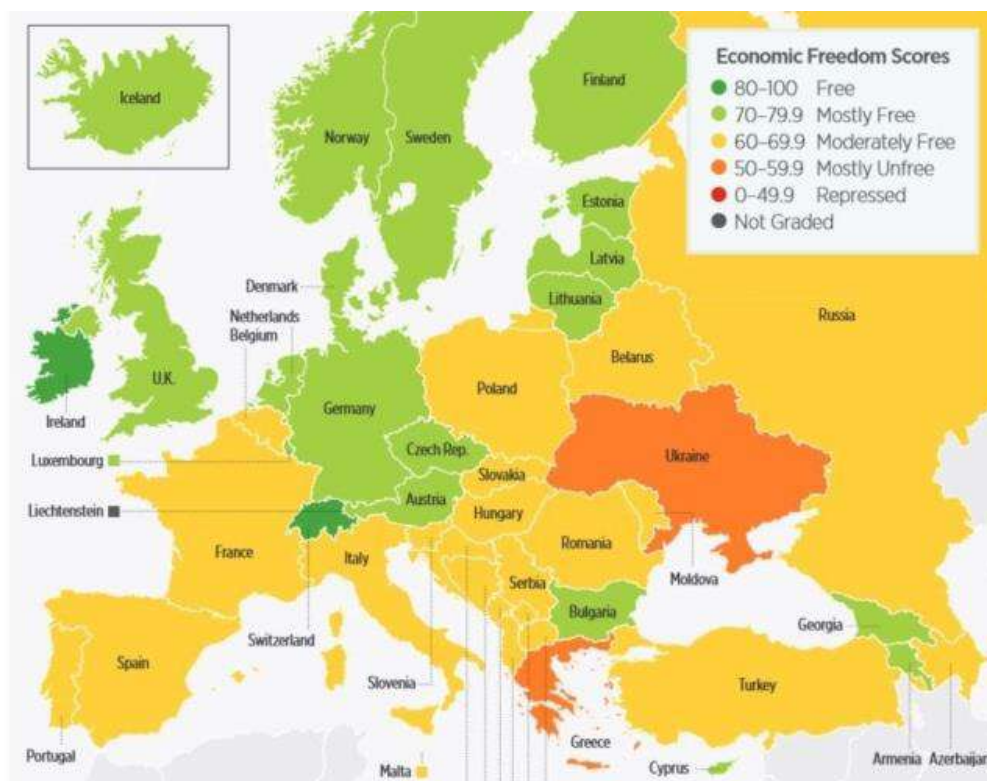 Economic Freedom Scores
80–100 Free
70–79.9 Mostly Free
60–69.9 Moderately Free
50–59.9 Mostly Unfree
0–49.9 Repressed
Not Graded
Iceland
Finland
Norway
Sweden
Estonia
Latvia
Lithuania
Denmark
Netherlands
Belgium
Russia
Belarus
Poland
U.K.
Ireland
Germany
Ukraine
Czech Rep.
Luxembourg
Slovakia
Austria
Liechtenstein
Hungary
France
Italy
Romania
Serbia
Moldova
Bulgaria
Georgia
Switzerland
Spain
Slovenia
Turkey
Portugal
Greece
Malta
Cyprus
Armenia
Azerbaijan